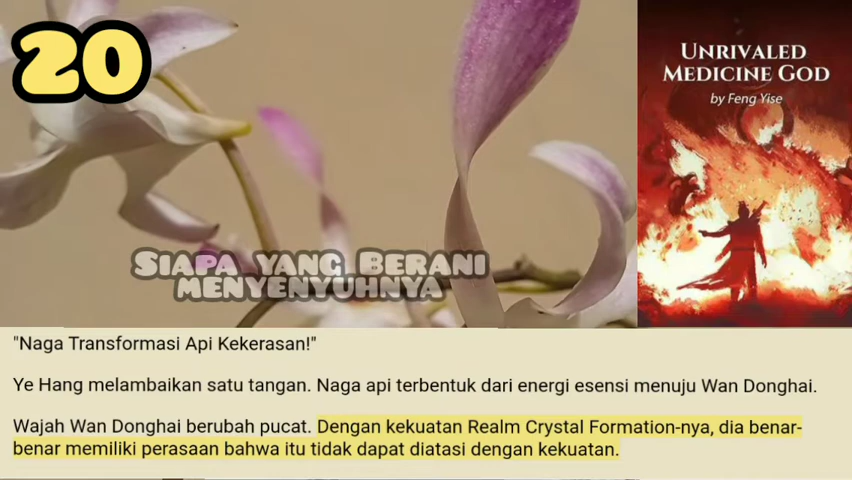 20
SIAPA YANG BERANI
MENYENYUHNYA
UNRIVALED
MEDICINE GOD
by Feng Yise
"Naga Transformasi Api Kekerasan!"
Ye Hang melambaikan satu tangan. Naga api terbentuk dari energi esensi menuju Wan Donghai.
Wajah Wan Donghai berubah pucat. Dengan kekuatan Realm Crystal Formation-nya, dia benar-
benar memiliki perasaan bahwa itu tidak dapat diatasi dengan kekuatan.